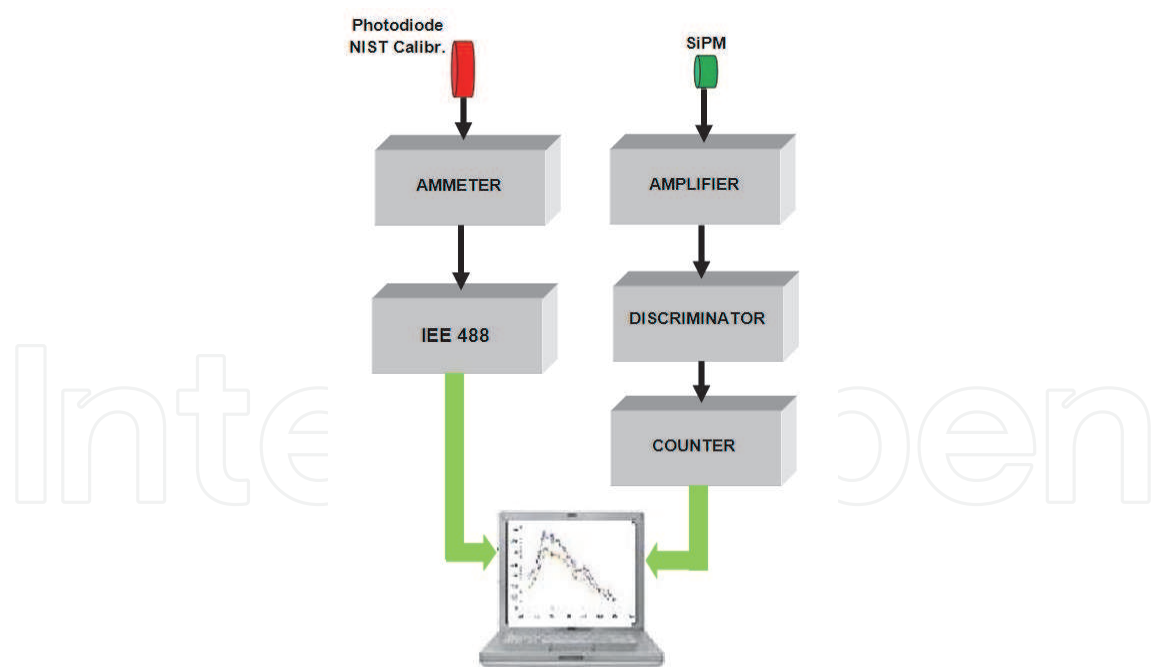 Photodiode
NIST Calibr.
SiPM
AMMETER
AMPLIFIER
IEE 488
DISCRIMINATOR
COUNTER